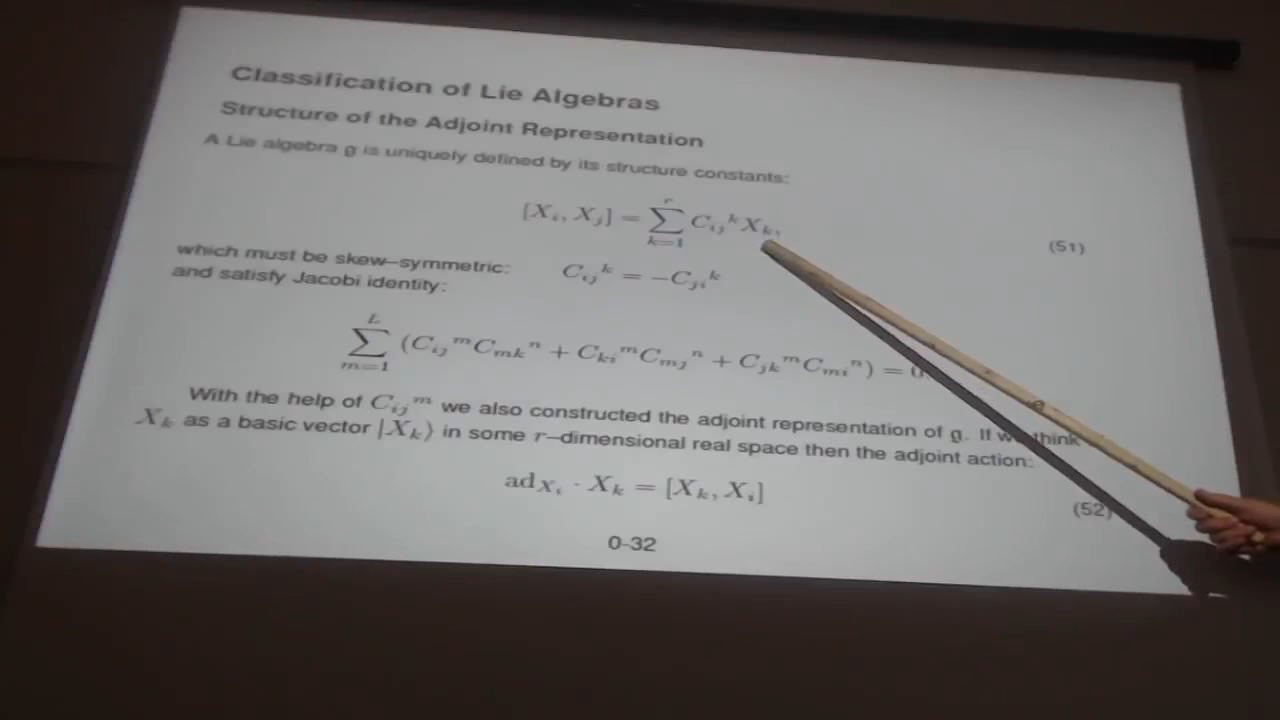 Classification of Lie Algebras
Structure of the Adjoint Representation
A Lie algebra g is uniquely defined by its structure constants:
[X_i, X_j] = \sum_{k=1}^{r} C_{ij}{}^k X_k, (51)
which must be skew–symmetric: C_{ij}{}^k = -C_{ji}{}^k
and satisfy Jacobi identity:
\sum_{m=1}^{L} (C_{ij}{}^m C_{mk}{}^n + C_{ki}{}^m C_{mj}{}^n + C_{jk}{}^m C_{mi}{}^n) = 0.
With the help of C_{ij}{}^m we also constructed the adjoint representation of g. If we think
X_k as a basic vector |X_k) in some r–dimensional real space then the adjoint action:
ad_{X_i} · X_k = [X_k, X_i]
(52)
0-32